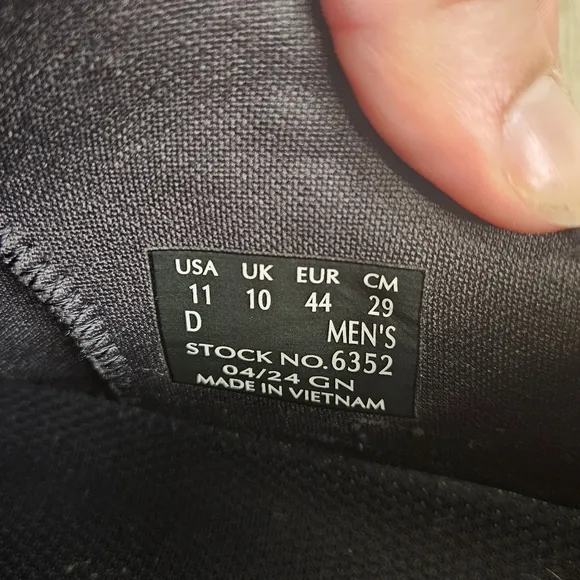 USA UK EUR CM
11 10 44 29
D MEN'S
STOCK NO. 6352
04/24 GN
MADE IN VIETNAM